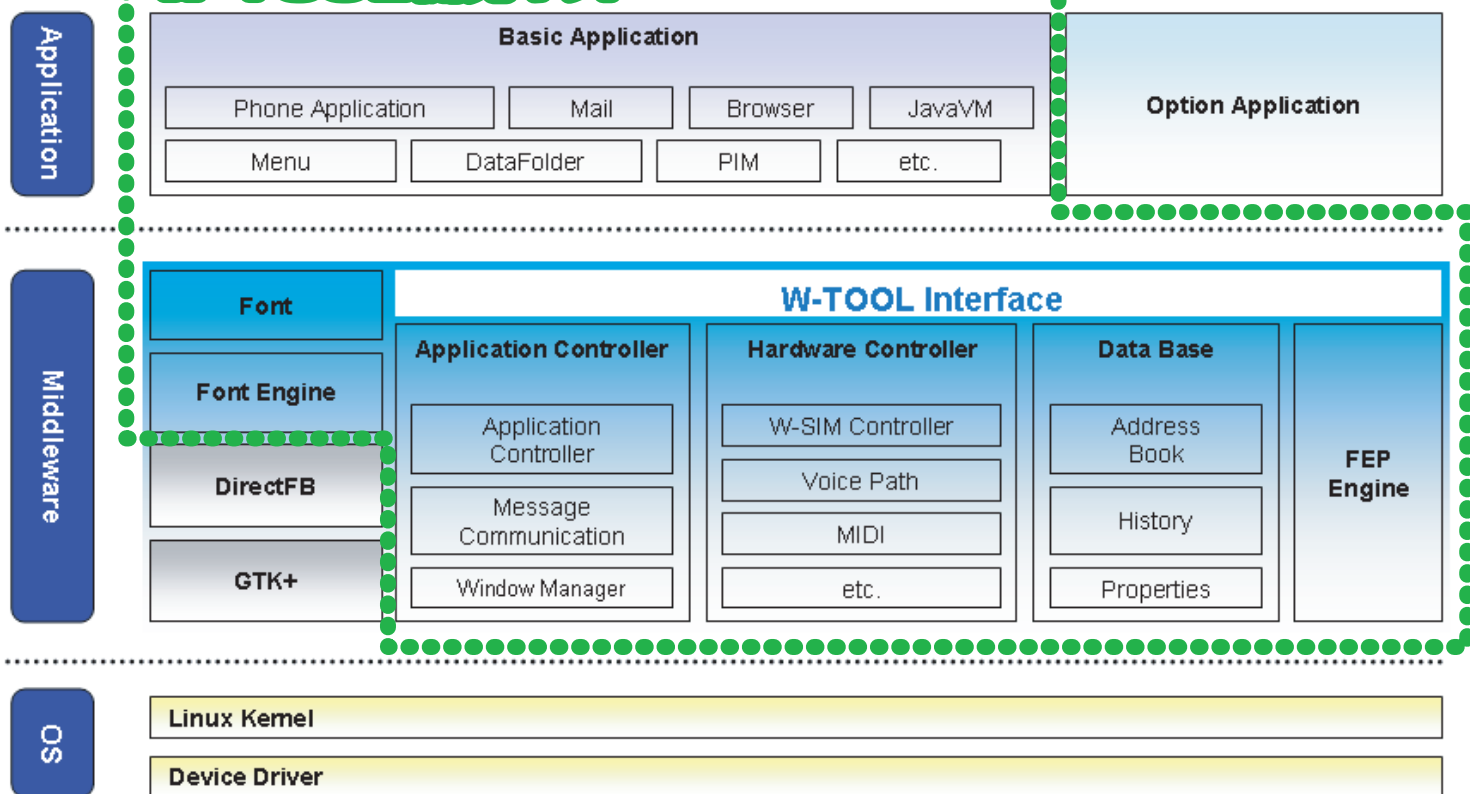 Application
Basic Application
Phone Application
Mail
Browser
JavaVM
Menu
DataFolder
PIM
etc.
Option Application
Middleware
Font
Font Engine
DirectFB
GTK+
W-TOOL Interface
Application Controller
Application
Controller
Message
Communication
Window Manager
Hardware Controller
W-SIM Controller
Voice Path
MIDI
etc.
Data Base
Address
Book
History
Properties
FEP
Engine
OS
Linux Kernel
Device Driver